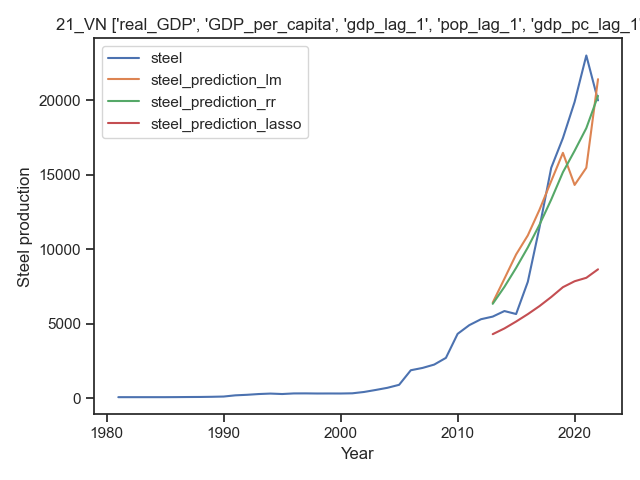 21_VN ['real_GDP', 'GDP_per_capita', 'gdp_lag_1', 'pop_lag_1', 'gdp_pc_lag_1'
steel
steel_prediction_lm
steel_prediction_rr
steel_prediction_lasso
Steel production
20000
15000
10000
5000
0
1980 1990 2000 2010 2020
Year